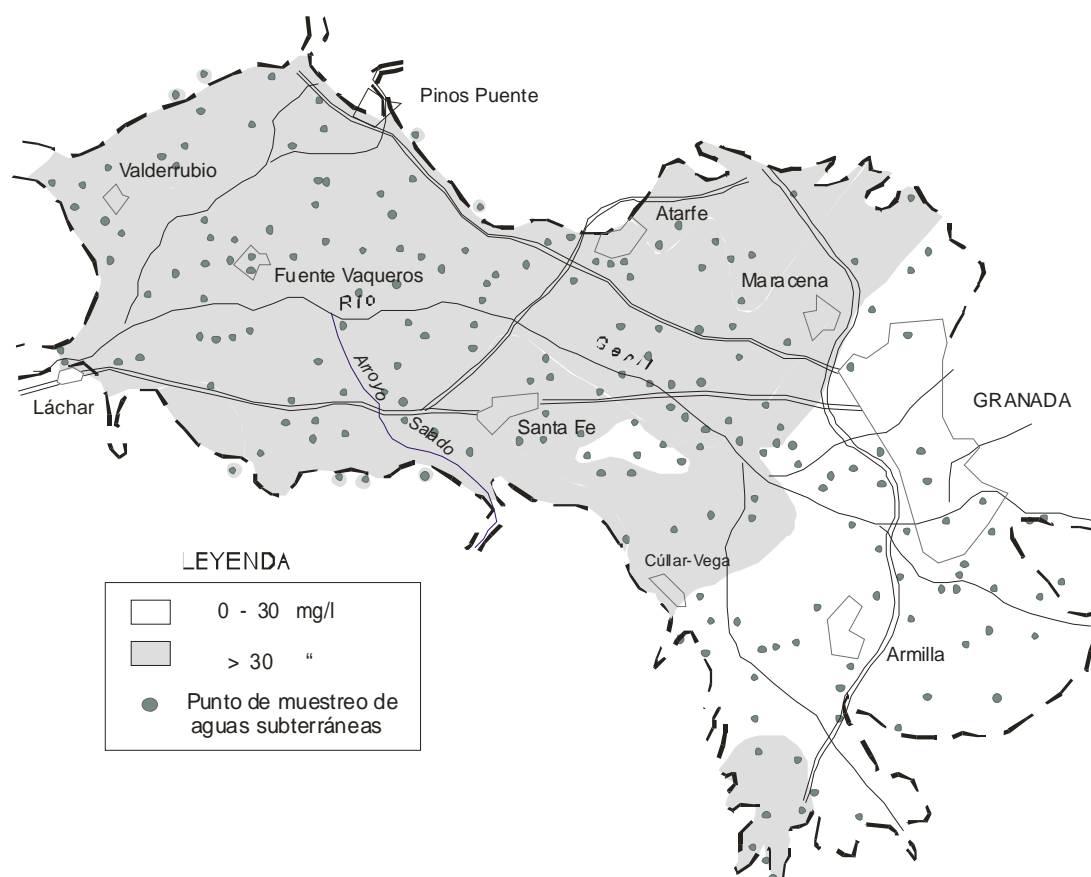 Pinos Puente
Valderrubio
Atarfe
Fuente Vaqueros
Maracena
Río
Genil
Arroyo
Salado
Láchar
Santa Fe
GRANADA
Cúllar-Vega
Armilla
LEYENDA
0 - 30 mg/l
> 30 “
Punto de muestreo de
aguas subterráneas